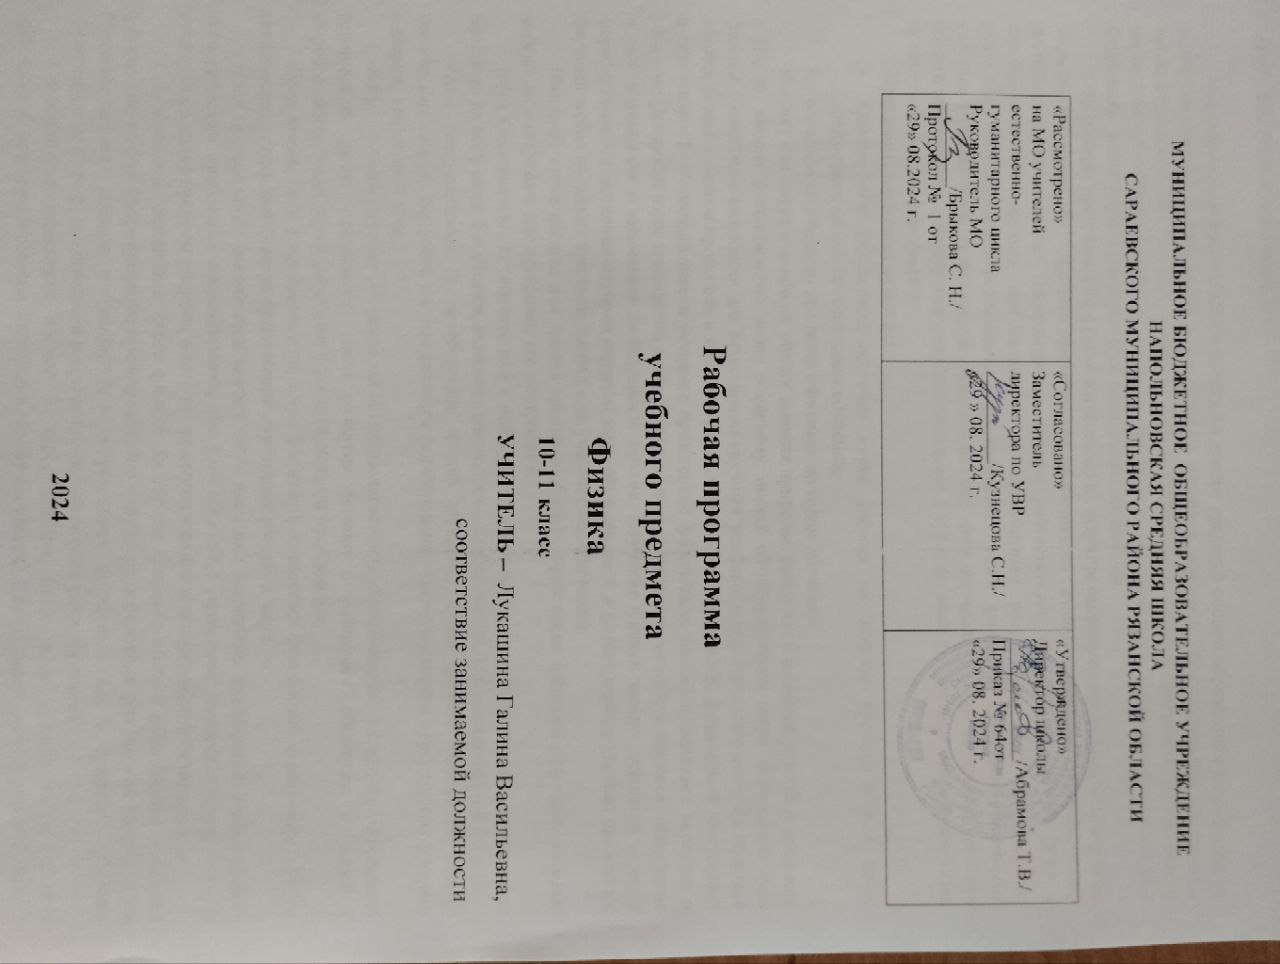 МУНИЦИПАЛЬНОЕ БЮДЖЕТНОЕ ОБЩЕОБРАЗОВАТЕЛЬНОЕ УЧРЕЖДЕНИЕ
НАПОЛЬНОВСКАЯ СРЕДНЯЯ ШКОЛА
САРАЕВСКОГО МУНИЦИПАЛЬНОГО РАЙОНА РЯЗАНСКОЙ ОБЛАСТИ
«Рассмотрено»
на МО учителей
естественно-
гуманитарного цикла
Руководитель МО
/Брыкова С. Н./
Протокол № 1 от
«29» 08.2024 г.
«Согласовано»
Заместитель
директора по УВР
/Кузнецова С.Н./
«29 » 08. 2024 г.
«Утверждено»
Директор школы
/Абрамова Т.В./
Приказ № 64от
«29» 08. 2024 г.
Рабочая программа
учебного предмета
Физика
10-11 класс
УЧИТЕЛЬ – Лукашина Галина Васильевна,
соответствие занимаемой должности
2024